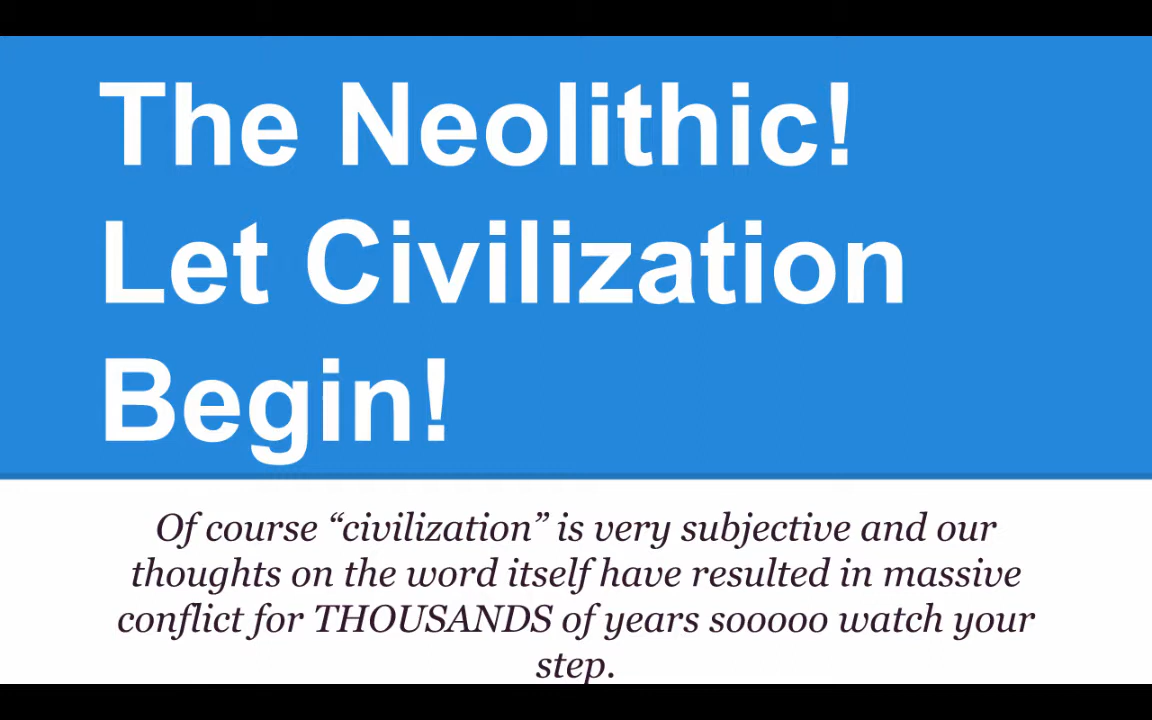 The Neolithic!
Let Civilization
Begin!
Of course “civilization” is very subjective and our
thoughts on the word itself have resulted in massive
conflict for THOUSANDS of years sooooo watch your
step.